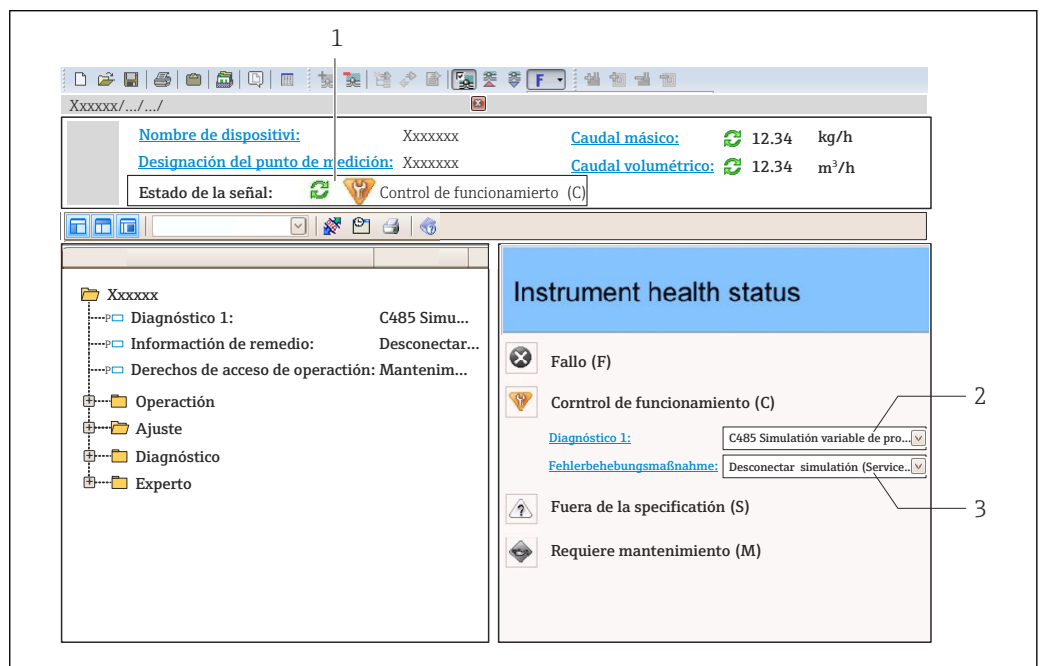 1
F
Xxxxxx/.../.../
Nombre de dispositivi: Xxxxxxx Caudal másico: 12.34 kg/h
Designación del punto de medición: Xxxxxxx Caudal volumétrico: 12.34 m³/h
Estado de la señal: Control de funcionamierto (C)
Xxxxxx
P Diagnóstico 1: C485 Simu...
P Informactión de remedio: Desconectar...
P Derechos de acceso de operactión: Mantenim...
Operactión
Ajuste
Diagnóstico
Experto
Instrument health status
Fallo (F)
Corntrol de funcionamiento (C)
2
Diagnóstico 1: C485 Simulatión variable de pro...
Fehlerbehebungsmaßnahme: Desconectar simulatión (Service..
Fuera de la specificatión (S)
3
Requiere mantenimiento (M)